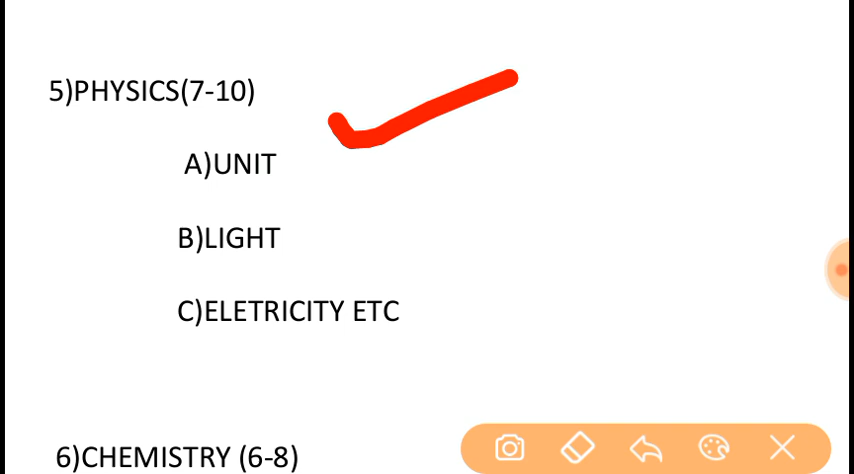 5)PHYSICS(7-10)
A)UNIT
B)LIGHT
C)ELETRICITY ETC
6)CHEMISTRY (6-8)